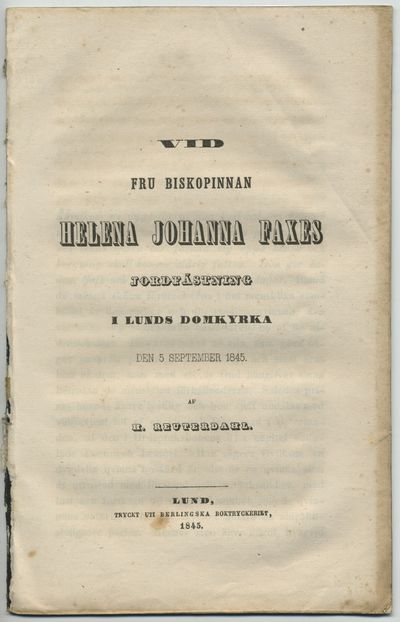 VID
FRU BISKOPINNAN
HELENA JOHANNA FAXES
JORDFÄSTNING
I LUNDS DOMKYRKA
DEN 5 SEPTEMBER 1845.
AF
H. REUTERDAHL.
LUND,
TRYCKT UTI BERLINGSKA BOKTRYCKERIET,
1845.